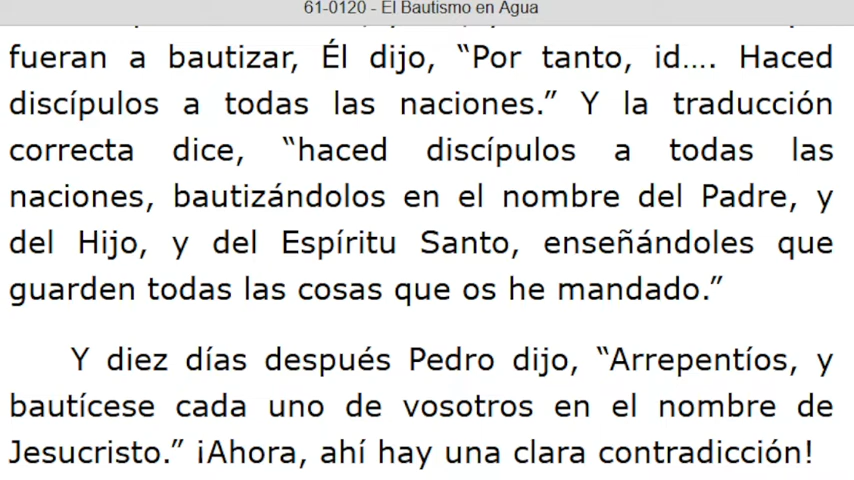 61-0120 - El Bautismo en Agua
fueran a bautizar, Él dijo, “Por tanto, id…. Haced
discípulos a todas las naciones.” Y la traducción
correcta dice, “haced discípulos a todas las
naciones, bautizándolos en el nombre del Padre, y
del Hijo, y del Espíritu Santo, enseñándoles que
guarden todas las cosas que os he mandado.”
Y diez días después Pedro dijo, “Arrepentíos, y
bautícese cada uno de vosotros en el nombre de
Jesucristo.” ¡Ahora, ahí hay una clara contradicción!